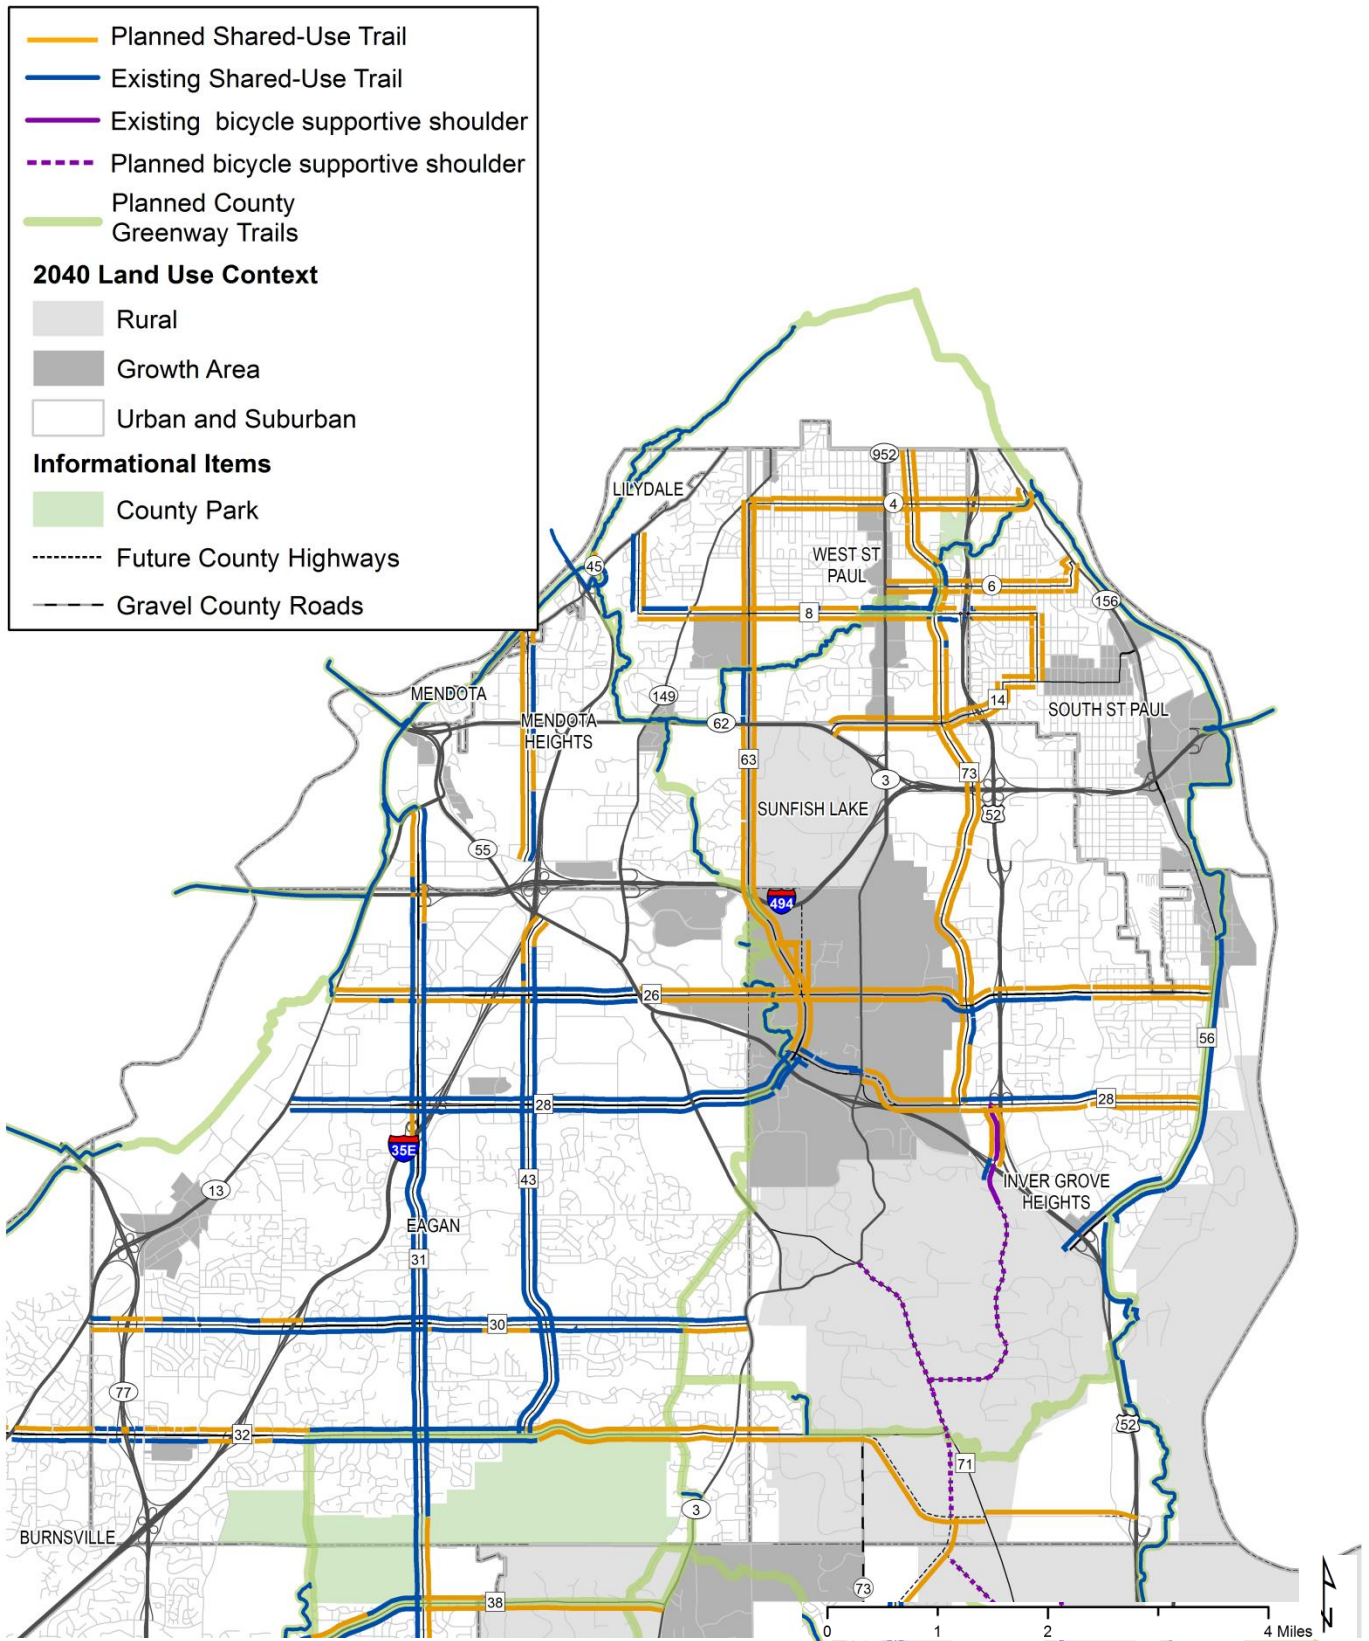 Planned Shared-Use Trail
Existing Shared-Use Trail
Existing bicycle supportive shoulder
Planned bicycle supportive shoulder
Planned County
Greenway Trails
2040 Land Use Context
Rural
Growth Area
Urban and Suburban
Informational Items
County Park
Future County Highways
Gravel County Roads
952
LILYDALE
4
WEST ST
PAUL
45
6
156
8
MENDOTA
149
14
SOUTH ST PAUL
MENDOTA
HEIGHTS
62
63
73
3
SUNFISH LAKE
52
55
494
26
56
28
28
35E
43
13
INVER GROVE
HEIGHTS
EAGAN
31
30
77
32
52
71
3
BURNSVILLE
73
38
N
0 1 2 4 Miles